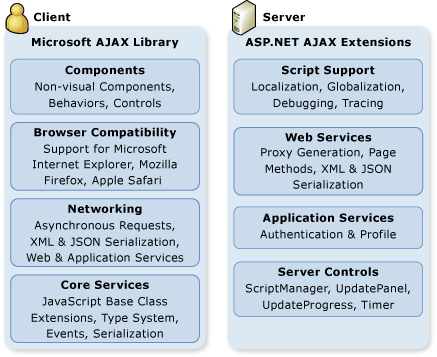 Client
Microsoft AJAX Library
Components
Non-visual Components,
Behaviors, Controls
Browser Compatibility
Support for Microsoft
Internet Explorer, Mozilla
Firefox, Apple Safari
Networking
Asynchronous Requests,
XML & JSON Serialization,
Web & Application Services
Core Services
JavaScript Base Class
Extensions, Type System,
Events, Serialization
Server
ASP.NET AJAX Extensions
Script Support
Localization, Globalization,
Debugging, Tracing
Web Services
Proxy Generation, Page
Methods, XML & JSON
Serialization
Application Services
Authentication & Profile
Server Controls
ScriptManager, UpdatePanel,
UpdateProgress, Timer